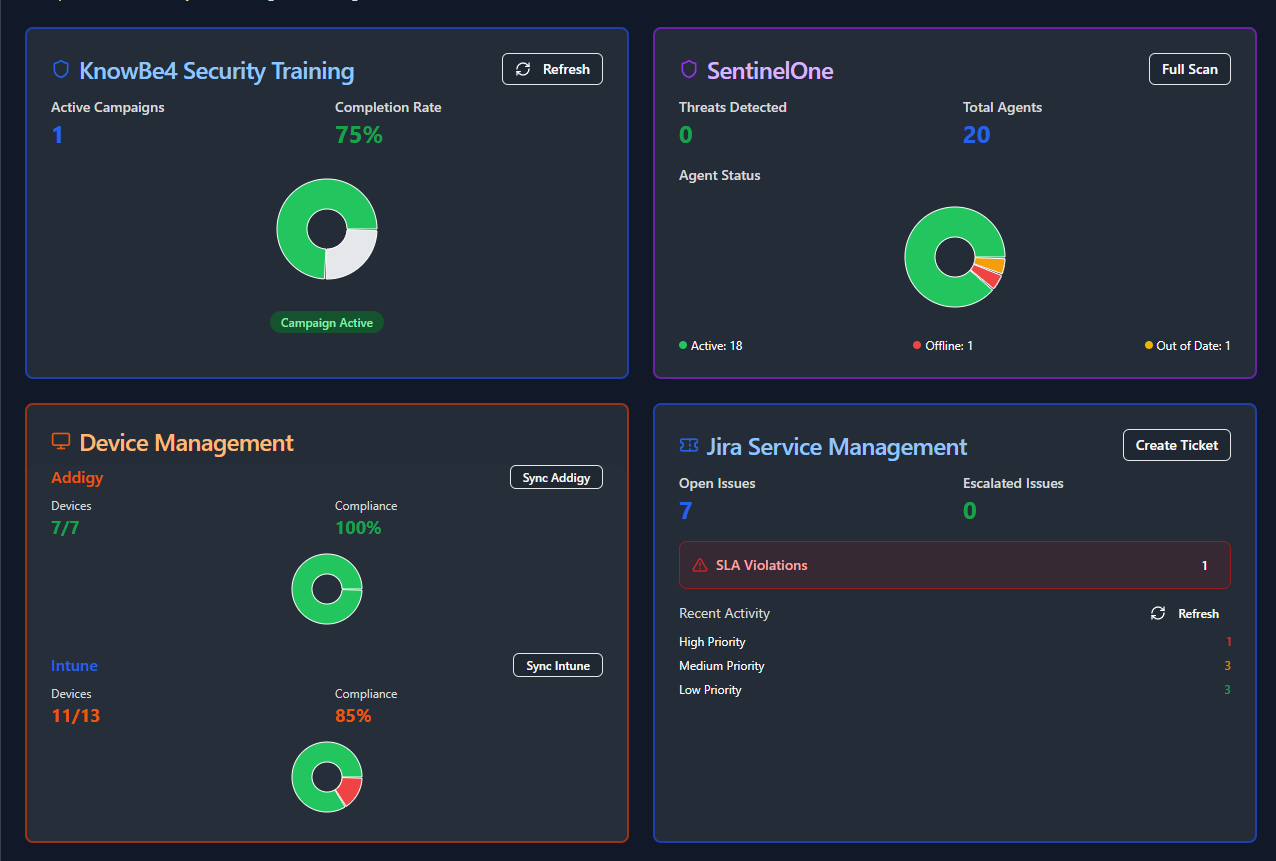 KnowBe4 Security Training
Refresh
Active Campaigns
Completion Rate
1
75%
Campaign Active
SentinelOne
Full Scan
Threats Detected
Total Agents
0
20
Agent Status
Active: 18
Offline: 1
Out of Date: 1
Device Management
Addigy
Sync Addigy
Devices
Compliance
7/7
100%
Intune
Sync Intune
Devices
Compliance
11/13
85%
Jira Service Management
Create Ticket
Open Issues
Escalated Issues
7
0
SLA Violations
1
Recent Activity
Refresh
High Priority
1
Medium Priority
3
Low Priority
3